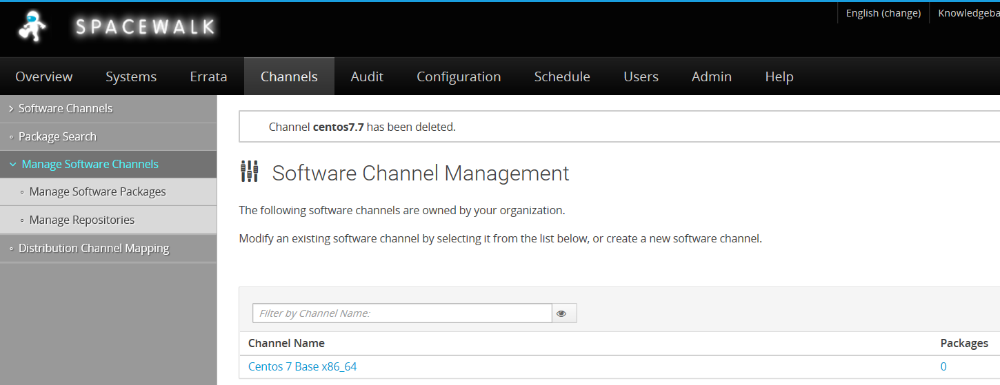 SPACEWALK
English (change)
Knowledgeba
Overview Systems Errata Channels Audit Configuration Schedule Users Admin Help
Software Channels
Package Search
Manage Software Channels
Manage Software Packages
Manage Repositories
Distribution Channel Mapping
Channel centos7.7 has been deleted.
Software Channel Management
The following software channels are owned by your organization.
Modify an existing software channel by selecting it from the list below, or create a new software channel.
Filter by Channel Name:
Channel Name Packages
Centos 7 Base x86_64 0